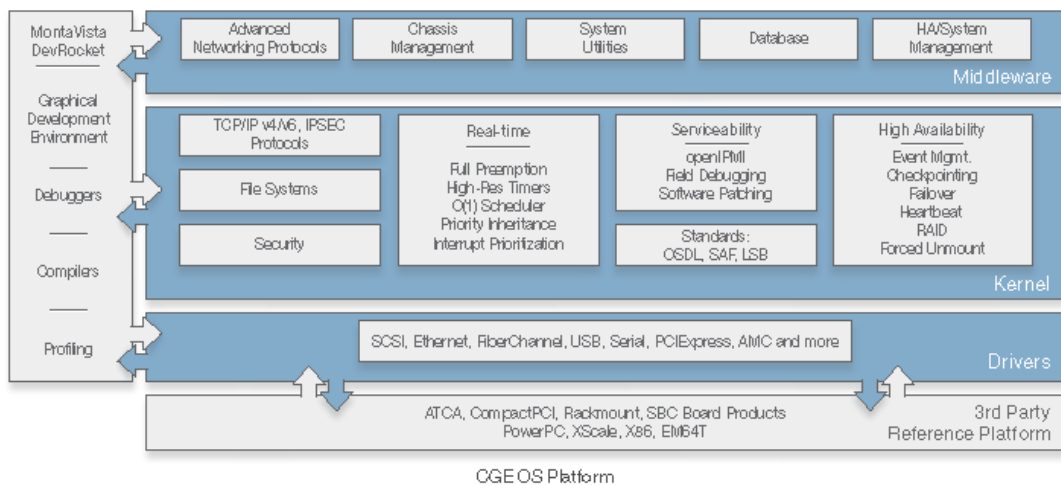 MontaVista
DevRocket
Graphical
Development
Environment
Debuggers
Compilers
Profiling
Advanced
Networking Protocols
Chassis
Management
System
Utilities
Database
HA/System
Management
Middleware
TCP/IP v4/v6, IPSEC
Protocols
File Systems
Security
Real-time
Full Preemption
High-Res Timers
O(1) Scheduler
Priority Inheritance
Interrupt Prioritization
Serviceability
openIPMI
Field Debugging
Software Patching
Standards:
OSDL, SAF, LSB
High Availability
Event Mgmt.
Checkpointing
Failover
Heartbeat
RAID
Forced Unmount
Kernel
SCSI, Ethernet, FiberChannel, USB, Serial, PCIExpress, AMC and more
Drivers
ATCA, CompactPCI, Rackmount, SBC Board Products
PowerPC, XScale, X86, EM64T
3rd Party
Reference Platform
CGE OS Platform